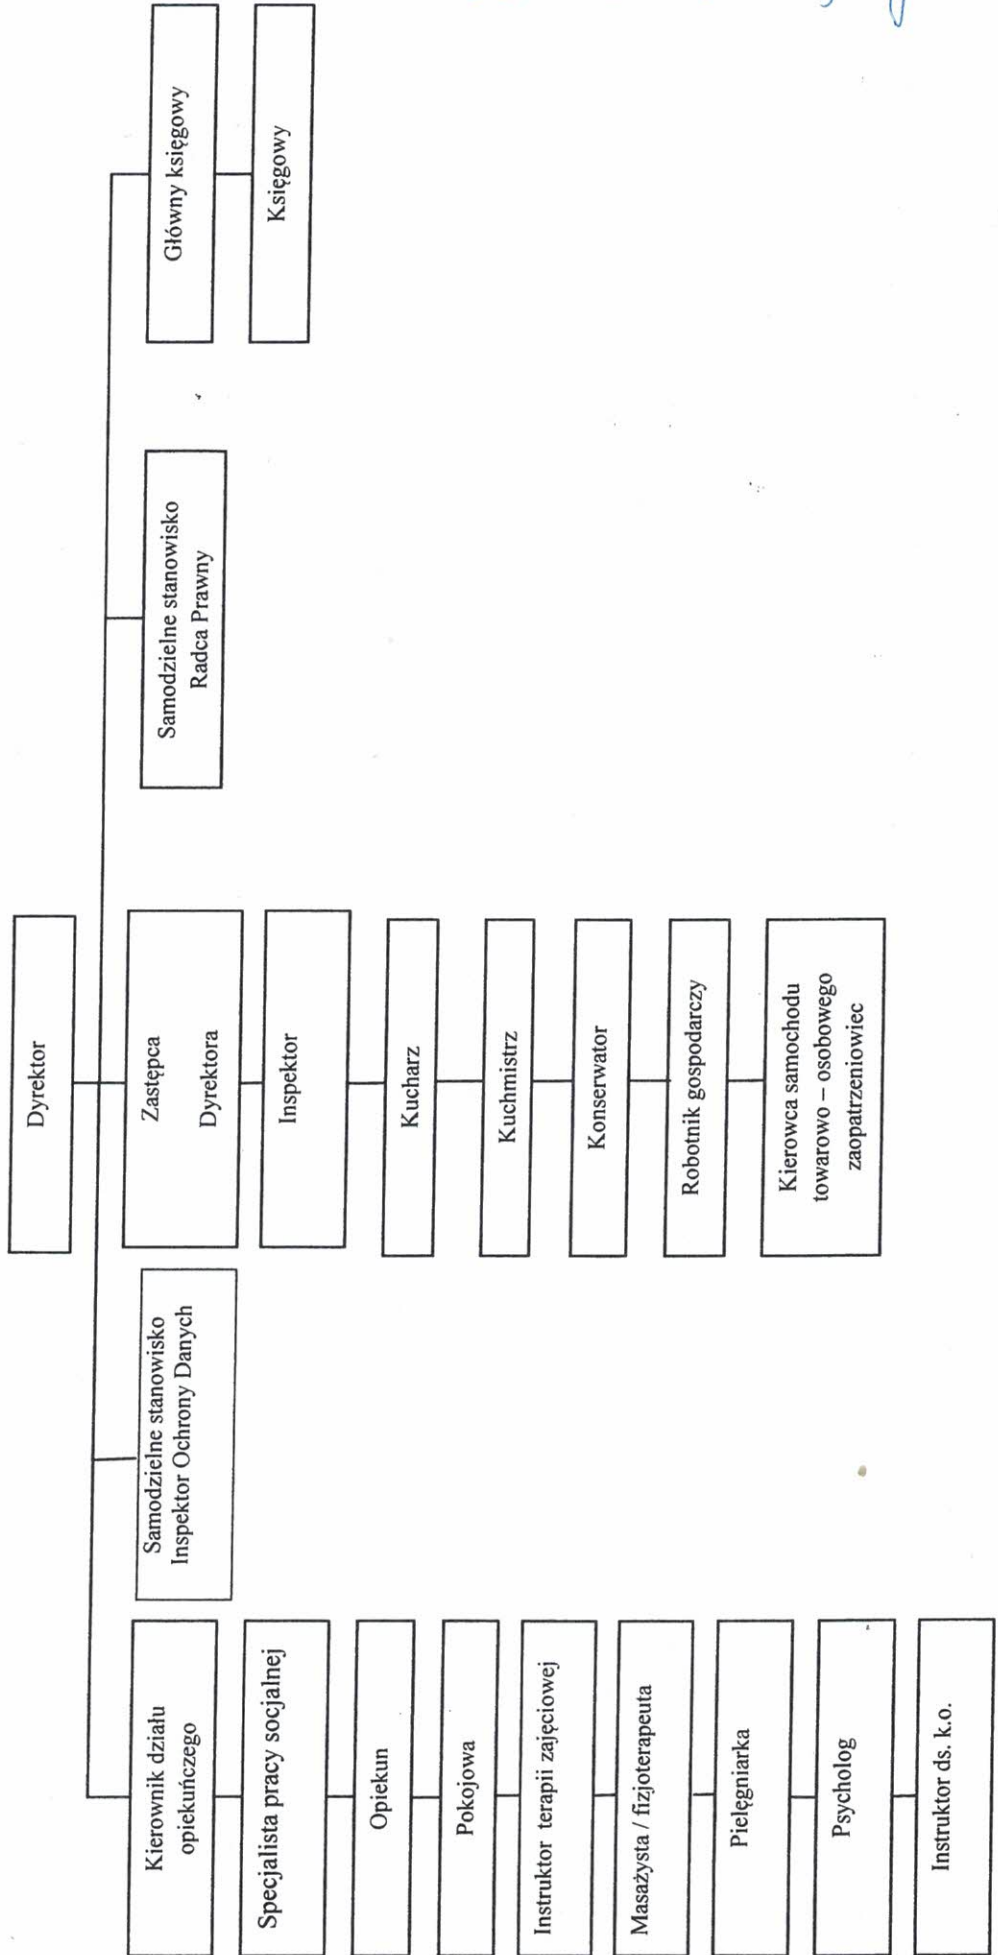 Dyrektor
Kierownik działu
opiekuńczego
Specjalista pracy socjalnej
Opiekun
Pokojowa
Instruktor terapii zajęciowej
Masażysta / fizjoterapeuta
Pielęgniarka
Psycholog
Instruktor ds. k.o.
Samodzielne stanowisko
Inspektor Ochrony Danych
Zastępca
Dyrektora
Inspektor
Kucharz
Kuchmistrz
Konserwator
Robotnik gospodarczy
Kierowca samochodu
towarowo – osobowego
zaopatrzeniowiec
Samodzielne stanowisko
Radca Prawny
Główny księgowy
Księgowy